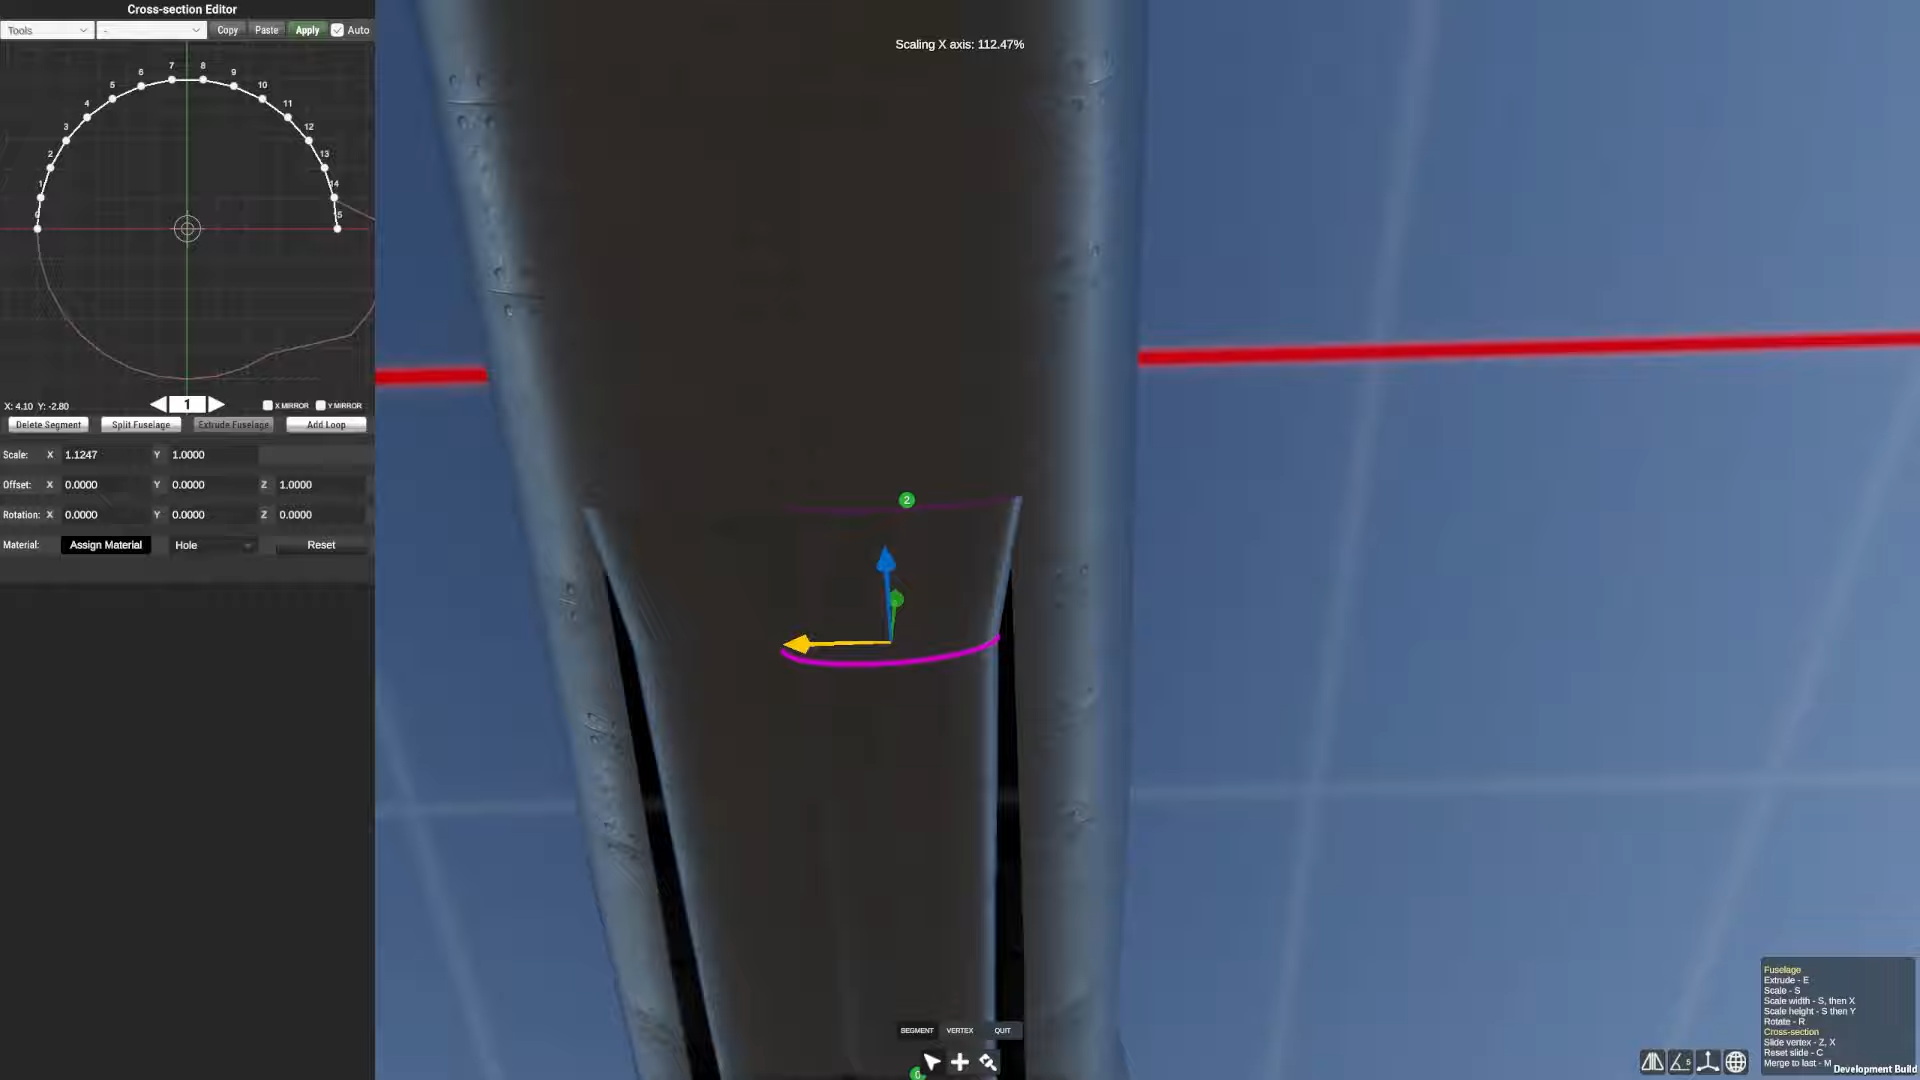 Cross-section Editor
Tools - Copy Paste Apply Auto
Scaling X axis: 112.47%
7 8
6 9
5 10
4 11
3 12
2 13
1 14
X: 4.10 Y: -2.80 1 X MIRROR Y MIRROR
Delete Segment Split Fuselage Extrude Fuselage Add Loop
Scale: X 1.1247 Y 1.0000
Offset: X 0.0000 Y 0.0000 Z 1.0000
Rotation: X 0.0000 Y 0.0000 Z 0.0000
Material: Assign Material Hole Reset
2
SEGMENT VERTEX QUIT
Fuselage
Extrude - E
Scale - S
Scale width - S, then X
Scale height - S then Y
Rotate - R
Cross-section
Slide vertex - Z, X
Reset slide - C
Merge to last - M
Development Build